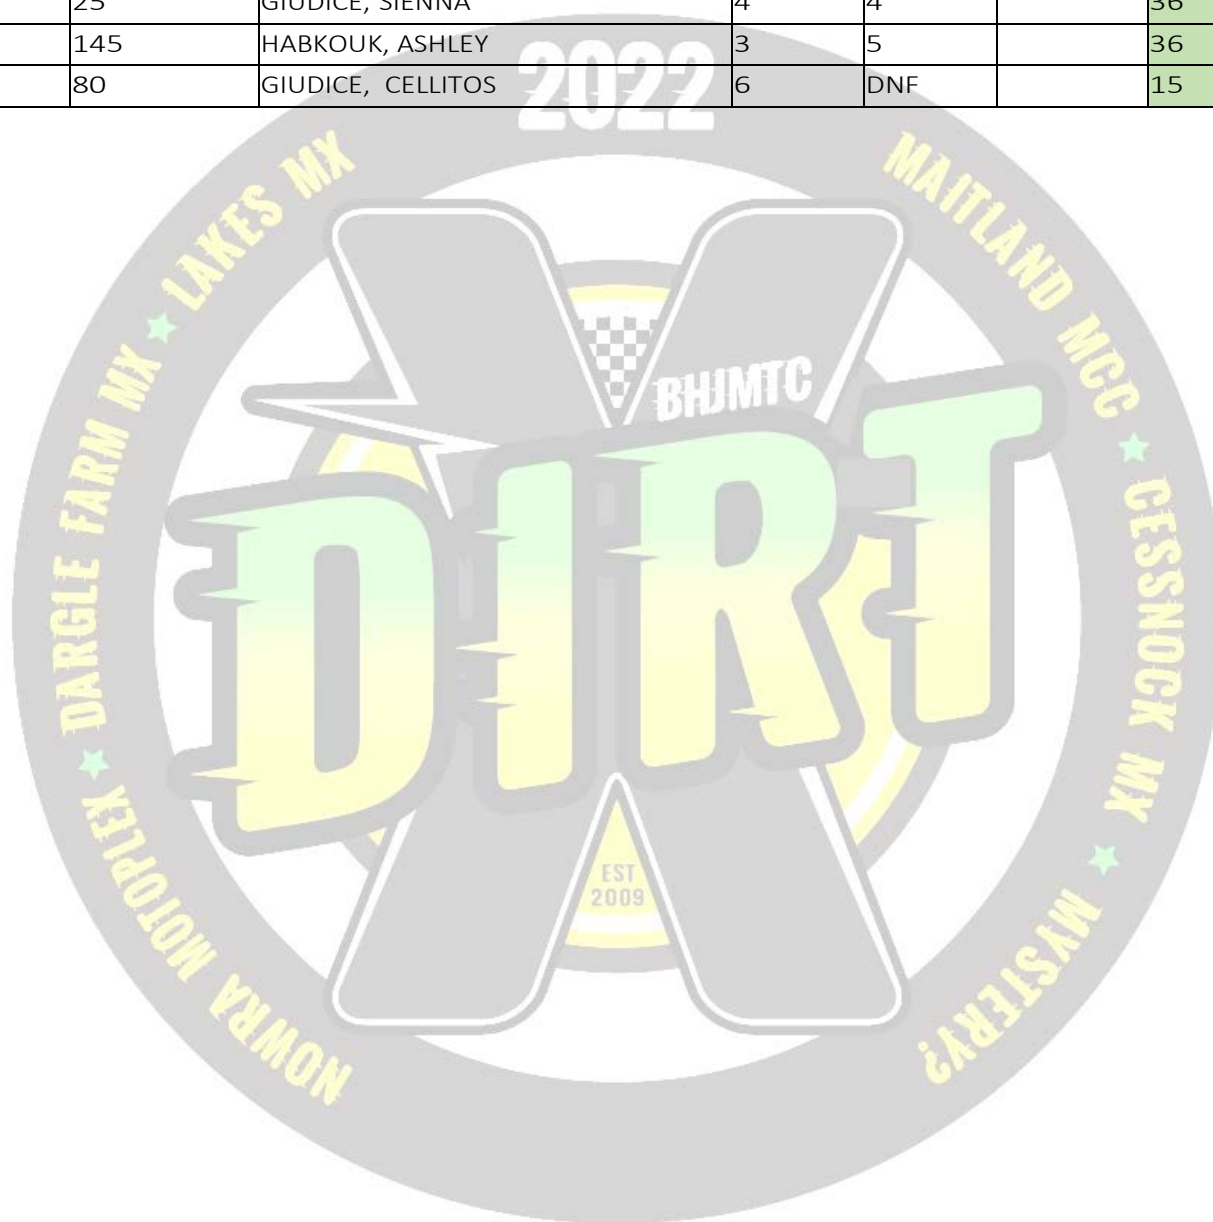 25 GIUDICE, SIENNA 4 4 36
145 HABKOUK, ASHLEY 3 5 36
80 GIUDICE, CELLITOS 6 DNF 15
2022
LAKES MX
MAITLAND MCC
BHJMTC
DIRT
X
DARGLE FARM MX
CESSNOCK MX
EST
2009
NOWRA MOTOPLEX
MYSTERY?